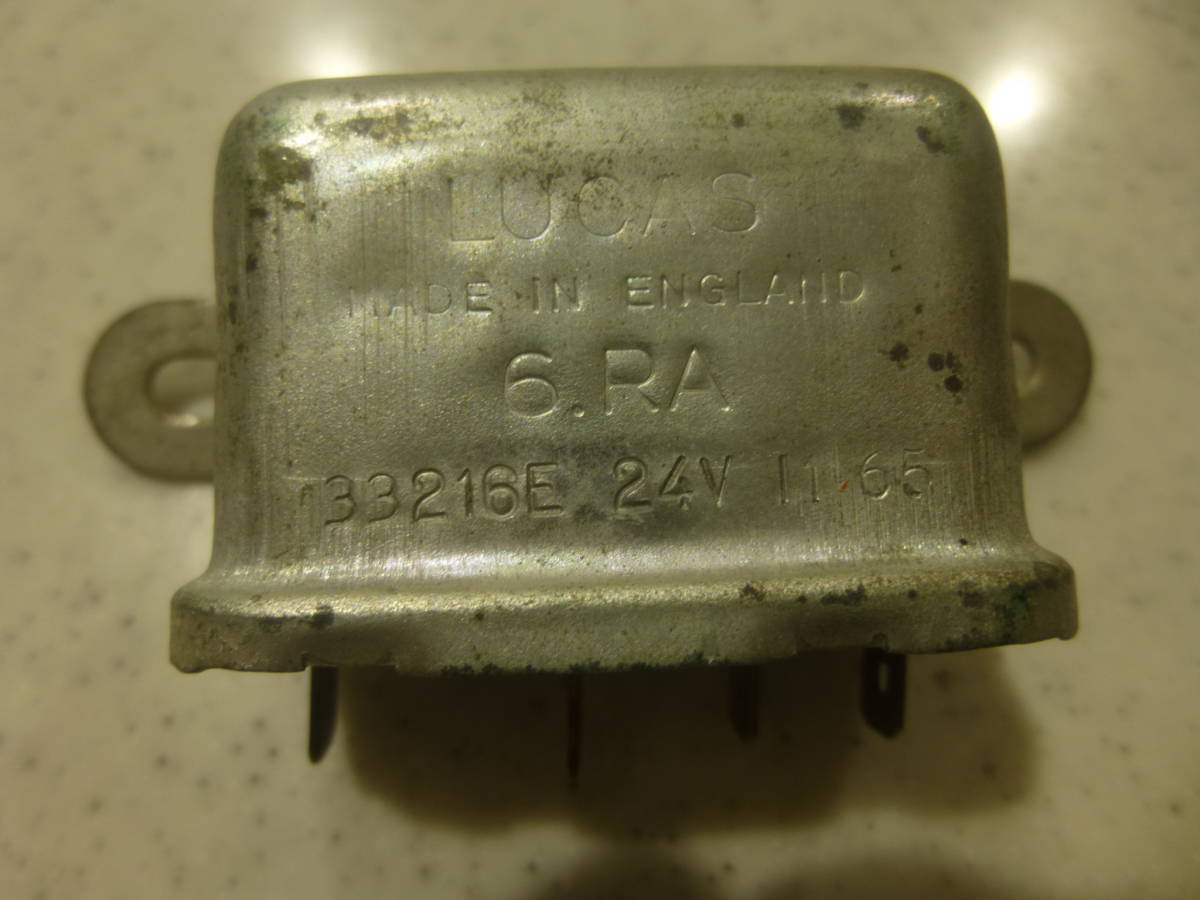 LUCAS
MADE IN ENGLAND
6.RA
33216E 24V 11 65